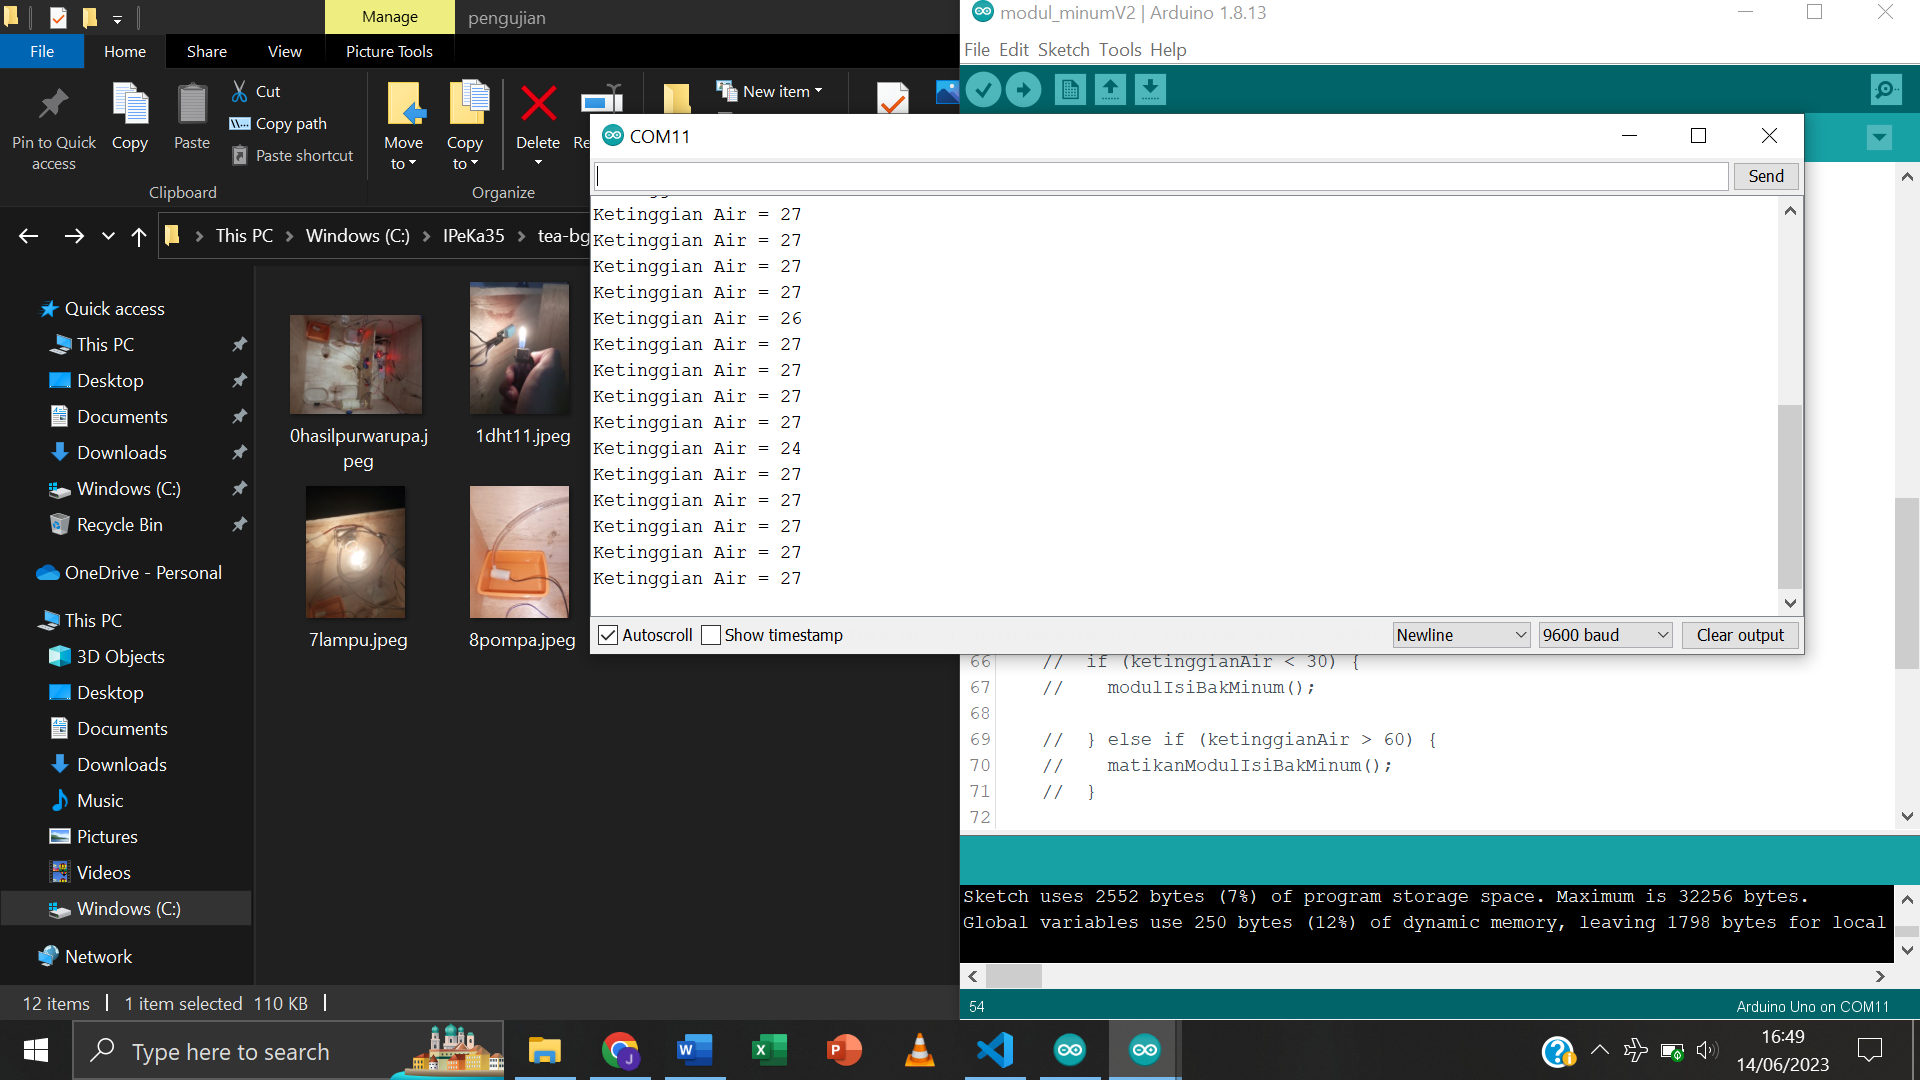 Manage
pengujian
File
Home
Share
View
Picture Tools
Pin to Quick
access
Copy
Paste
Cut
Copy path
Paste shortcut
Clipboard
Move
to
Copy
to
Delete
Organize
New item
This PC
Windows (C:)
IPeKa35
tea-bg
Quick access
This PC
Desktop
Documents
Downloads
Windows (C:)
Recycle Bin
OneDrive - Personal
This PC
3D Objects
Desktop
Documents
Downloads
Music
Pictures
Videos
Windows (C:)
Network
0hasilpurwarupa.j
peg
1dht11.jpeg
7lampu.jpeg
8pompa.jpeg
12 items
1 item selected 110 KB
modul_minumV2 | Arduino 1.8.13
File Edit Sketch Tools Help
COM11
Send
Ketinggian Air = 27
Ketinggian Air = 27
Ketinggian Air = 27
Ketinggian Air = 27
Ketinggian Air = 26
Ketinggian Air = 27
Ketinggian Air = 27
Ketinggian Air = 27
Ketinggian Air = 27
Ketinggian Air = 24
Ketinggian Air = 27
Ketinggian Air = 27
Ketinggian Air = 27
Ketinggian Air = 27
Ketinggian Air = 27
Autoscroll
Show timestamp
Newline
9600 baud
Clear output
66 // if (ketinggianAir < 30) {
67 // modulIsiBakMinum();
68
69 // } else if (ketinggianAir > 60) {
70 // matikanModulIsiBakMinum();
71 // }
72
Sketch uses 2552 bytes (7%) of program storage space. Maximum is 32256 bytes.
Global variables use 250 bytes (12%) of dynamic memory, leaving 1798 bytes for local
54
Arduino Uno on COM11
Type here to search
16:49
14/06/2023